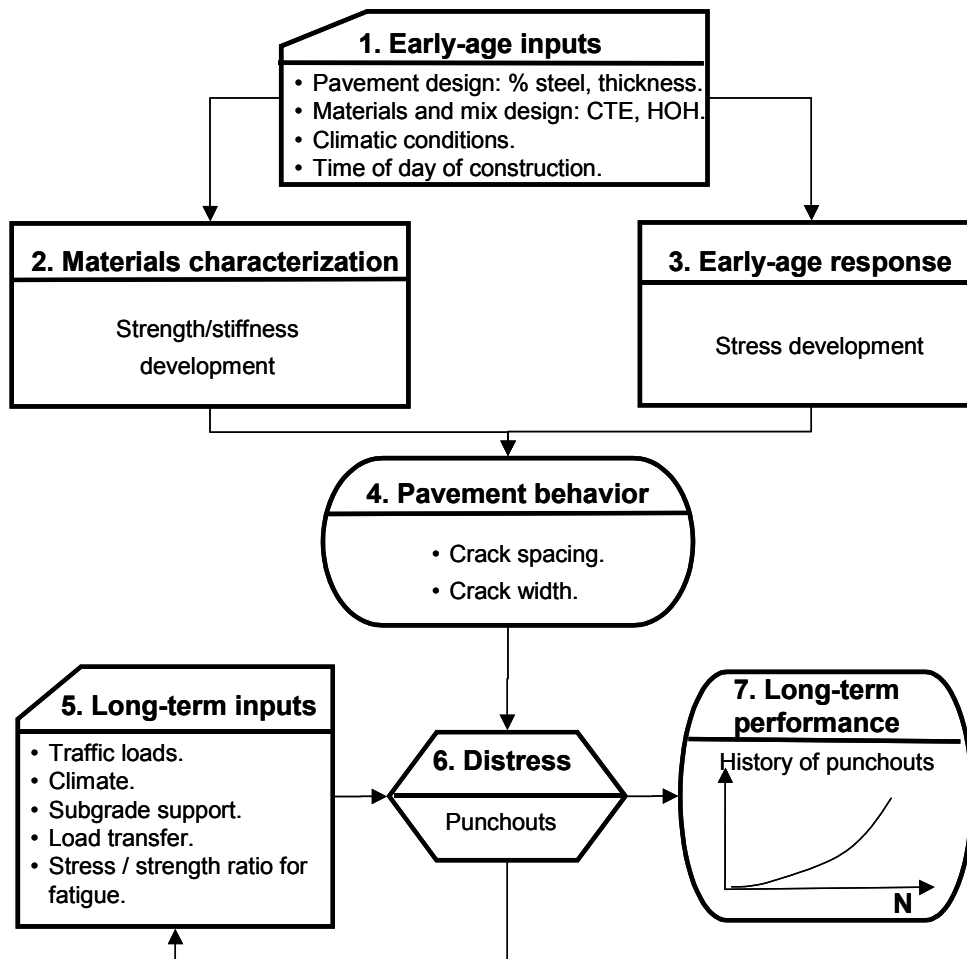 1. Early-age inputs
• Pavement design: % steel, thickness.
• Materials and mix design: CTE, HOH.
• Climatic conditions.
• Time of day of construction.
2. Materials characterization
Strength/stiffness
development
3. Early-age response
Stress development
4. Pavement behavior
• Crack spacing.
• Crack width.
5. Long-term inputs
• Traffic loads.
• Climate.
• Subgrade support.
• Load transfer.
• Stress / strength ratio for
fatigue.
6. Distress
Punchouts
7. Long-term
performance
History of punchouts
N